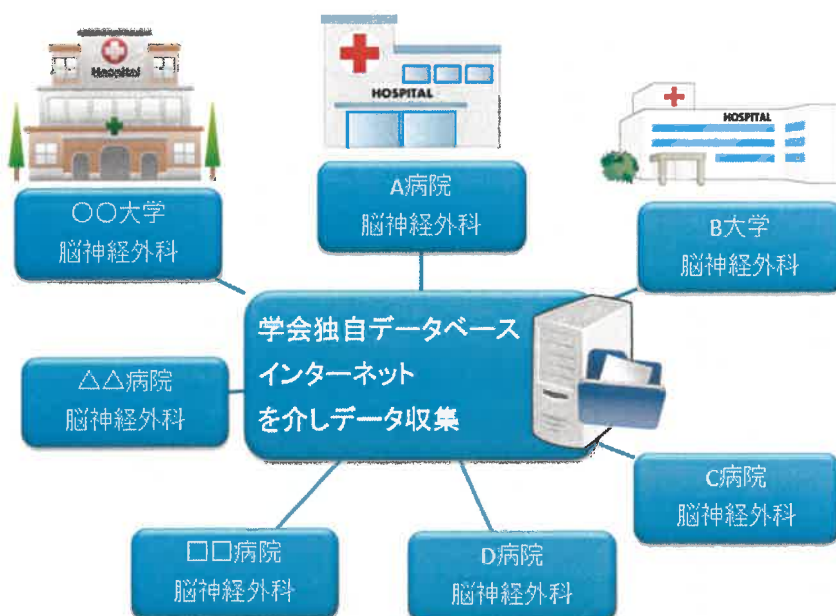 Hospital
HOSPITAL
HOSPITAL
〇〇大学
脳神経外科
A病院
脳神経外科
B大学
脳神経外科
学会独自データベース
インターネット
を介しデータ収集
△△病院
脳神経外科
C病院
脳神経外科
□□病院
脳神経外科
D病院
脳神経外科